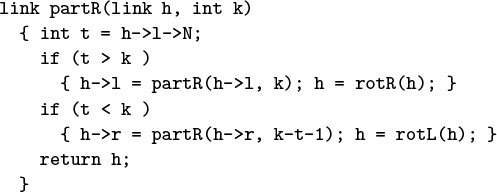 link partR(link h, int k)
{ int t = h->l->N;
if (t > k )
{ h->l = partR(h->l, k); h = rotR(h); }
if (t < k )
{ h->r = partR(h->r, k-t-1); h = rotL(h); }
return h;
}